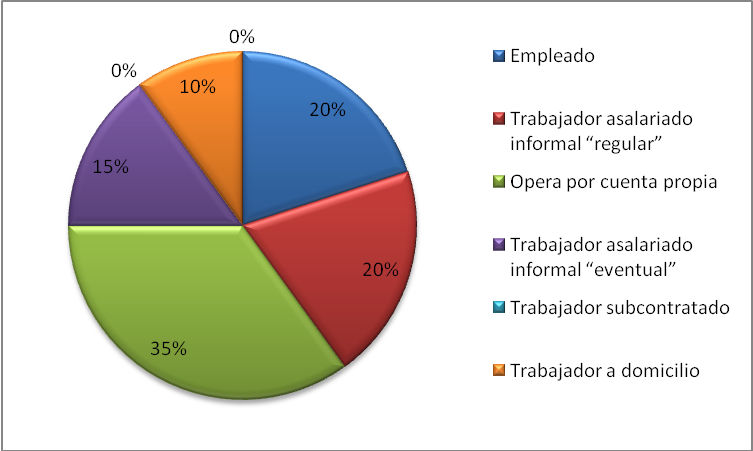 0%
0%
10%
20%
15%
20%
35%
Empleado
Trabajador asalariado
informal “regular”
Opera por cuenta propia
Trabajador asalariado
informal “eventual”
Trabajador subcontratado
Trabajador a domicilio